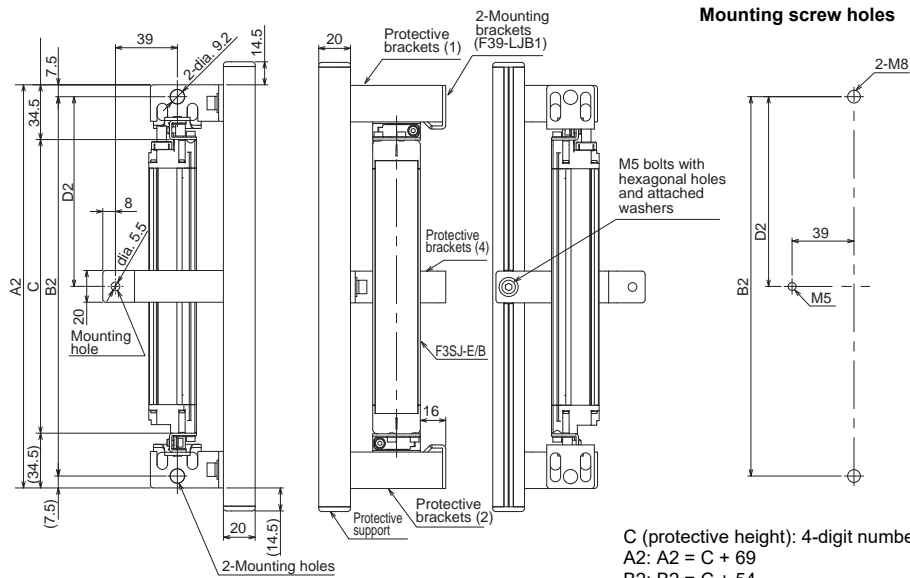 Mounting screw holes
2-Mounting
brackets
(F39-LJB1)
Protective
brackets (1)
39
2-dia. 9.2
14.5
20
2-M8
7.5
34.5
D2
8
dia. 5.5
A2
C
B2
20
Mounting
hole
M5 bolts with
hexagonal holes
and attached
washers
Protective
brackets (4)
F3SJ-E/B
D2
39
B2
M5
16
(34.5)
(7.5)
20
(14.5)
Protective
support
Protective
brackets (2)
2-Mounting holes
C (protective height): 4-digit numbe
A2: A2 = C + 69
B2: B2 = C + 54